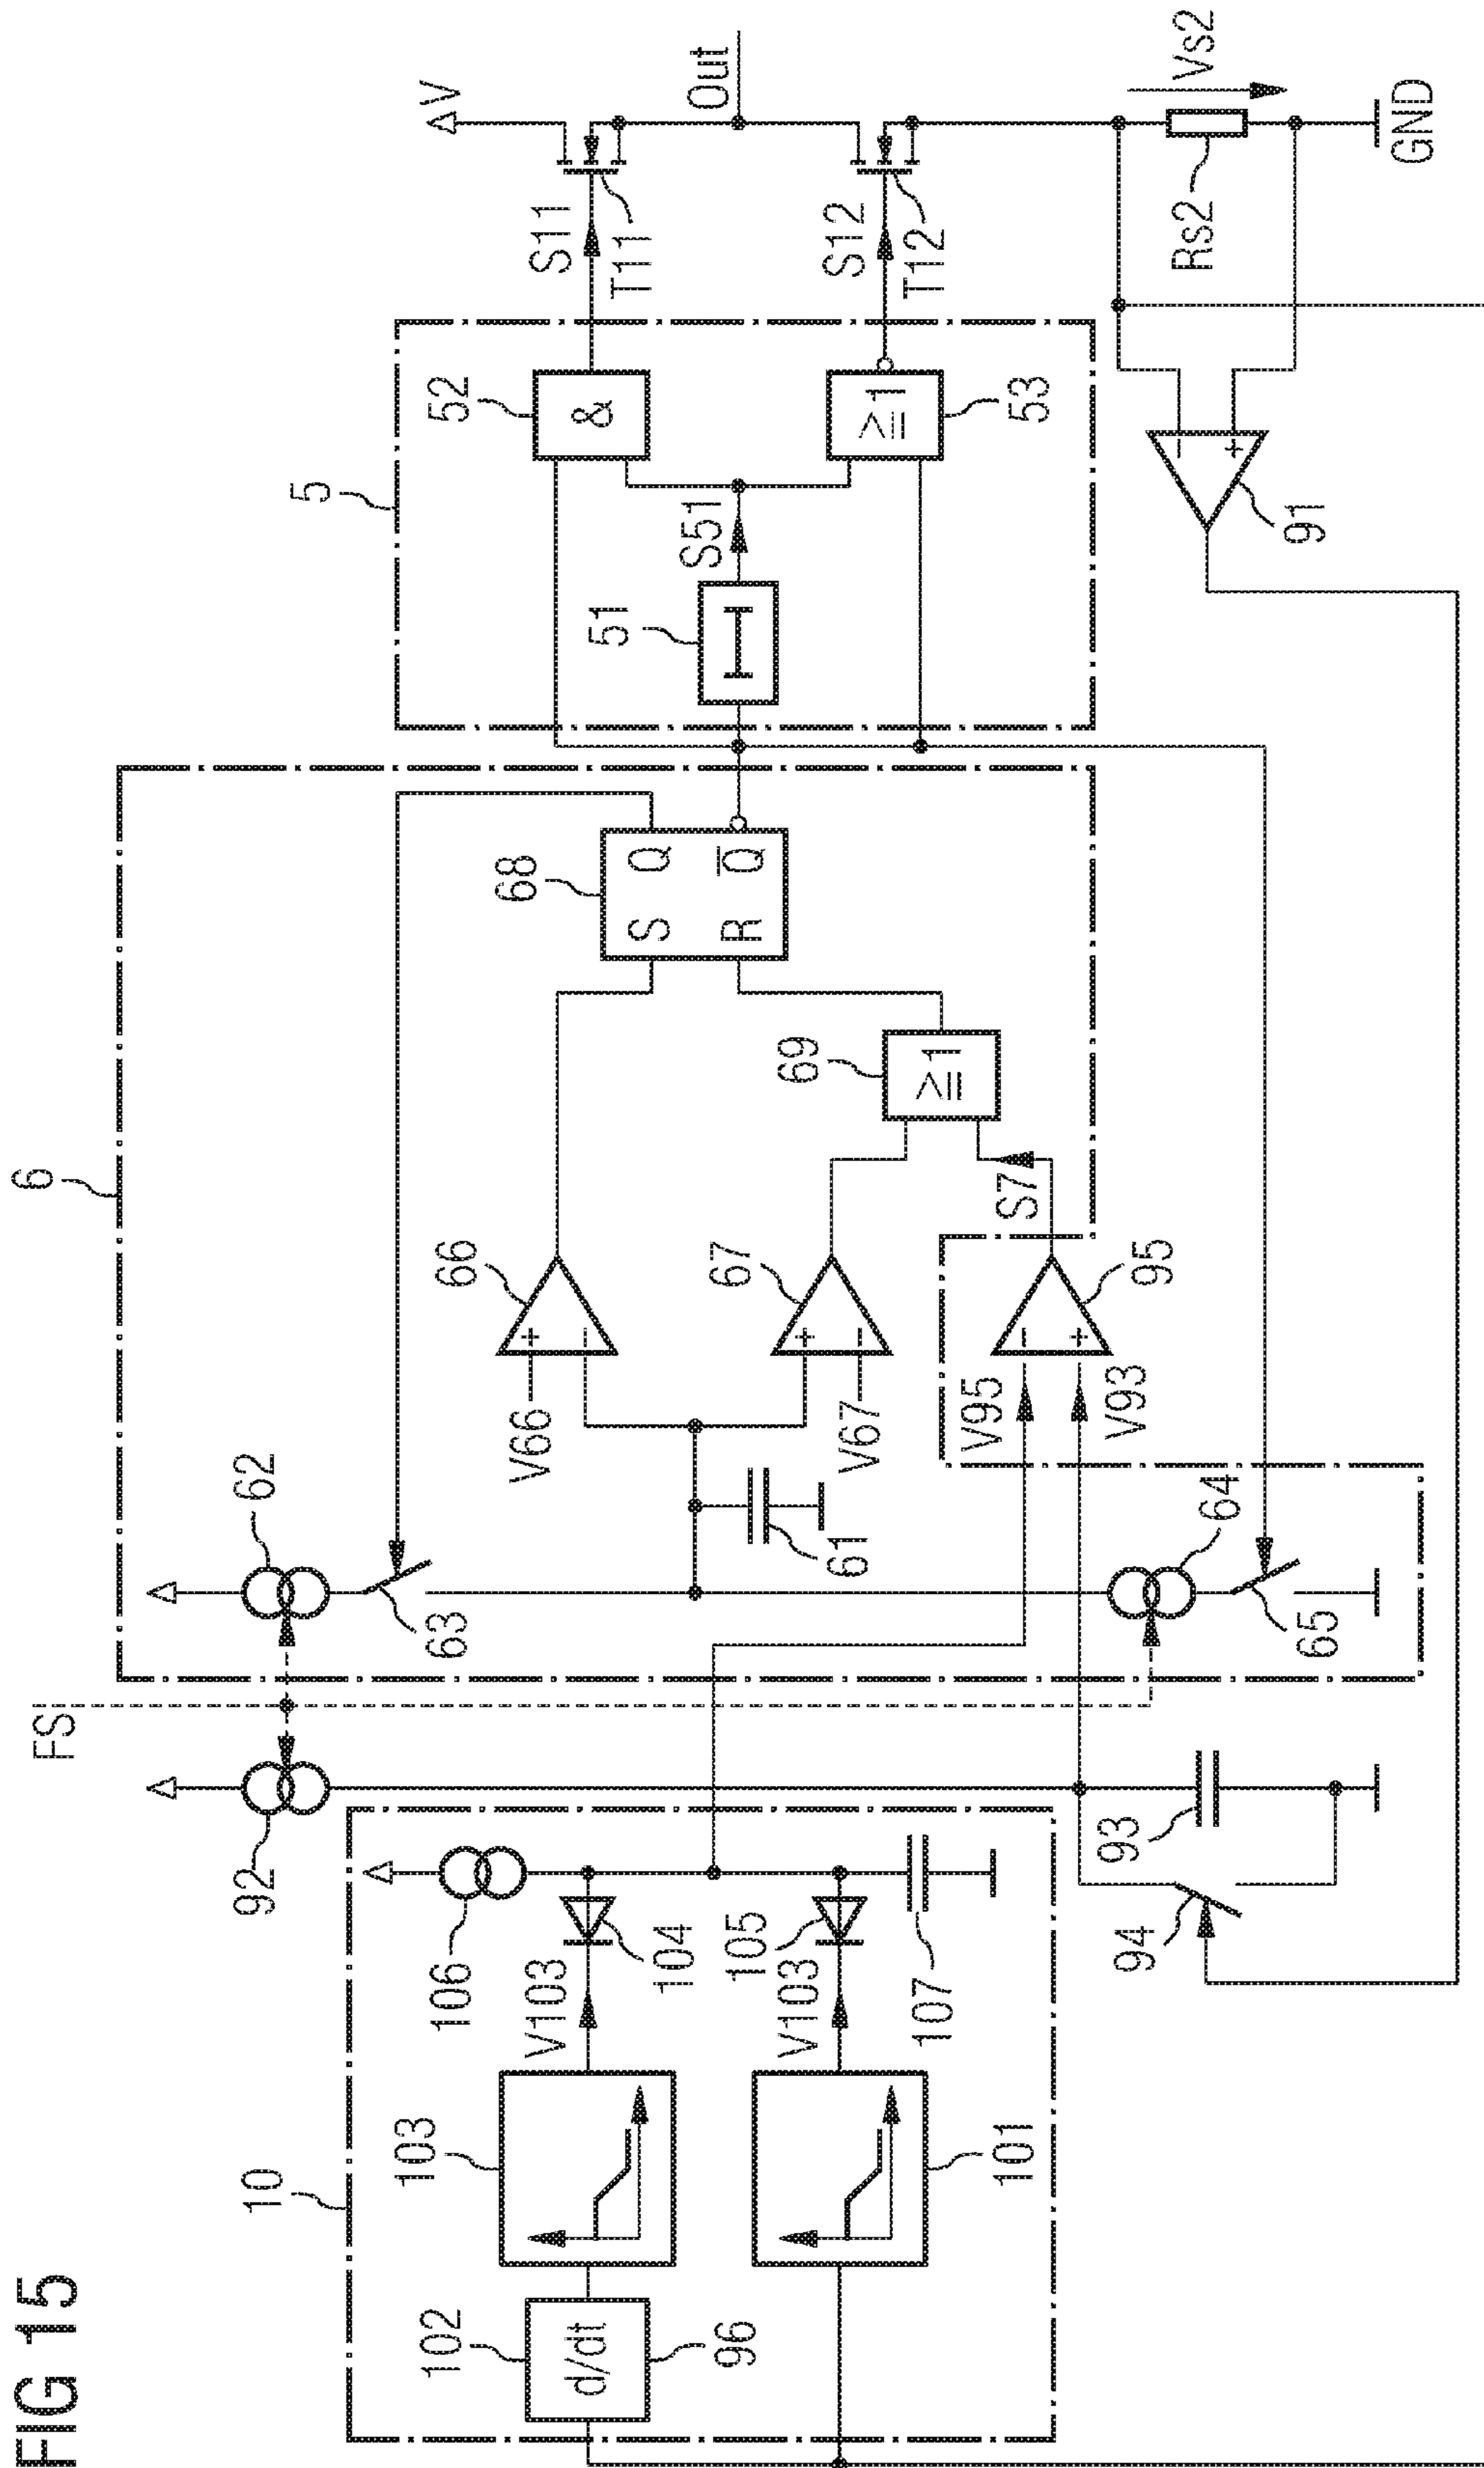 FIG 15
10
102
d/dt
96
103
V103
104
106
101
V103
105
107
92
FS
94
93
6
62
63
61
64
65
V66
+
−
66
V67
+
−
67
V95
V93
−
+
95
S7
69
≥1
68
S
Q
R
Q̅
5
51
S51
52
&
53
≥1
S11
T11
S12
T12
V
Out
91
−
+
Rs2
Vs2
GND